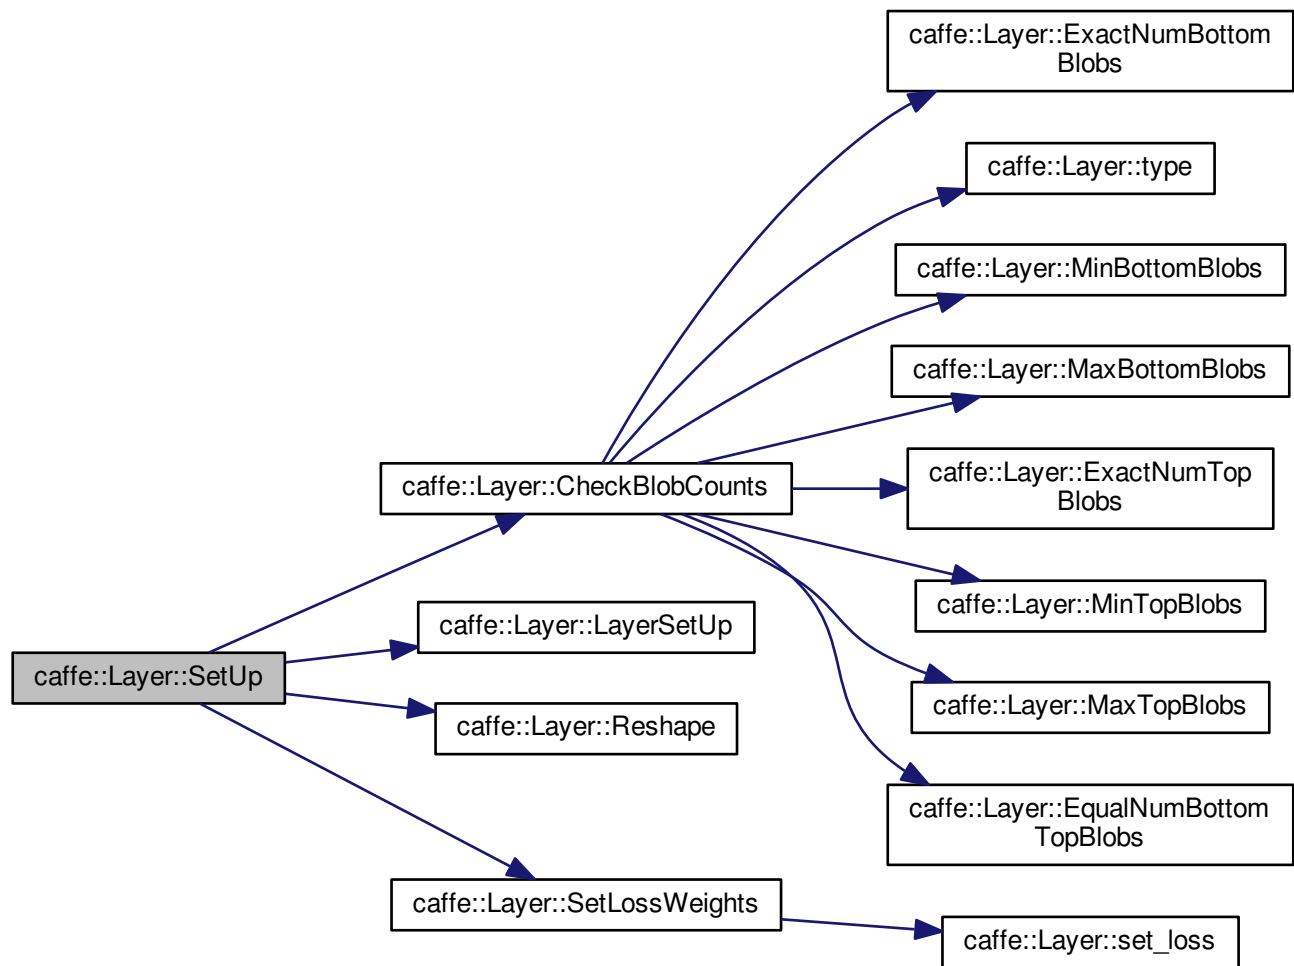 caffe::Layer::ExactNumBottom
Blobs
caffe::Layer::type
caffe::Layer::MinBottomBlobs
caffe::Layer::MaxBottomBlobs
caffe::Layer::CheckBlobCounts
caffe::Layer::ExactNumTop
Blobs
caffe::Layer::MinTopBlobs
caffe::Layer::LayerSetUp
caffe::Layer::SetUp
caffe::Layer::MaxTopBlobs
caffe::Layer::Reshape
caffe::Layer::EqualNumBottom
TopBlobs
caffe::Layer::SetLossWeights
caffe::Layer::set_loss